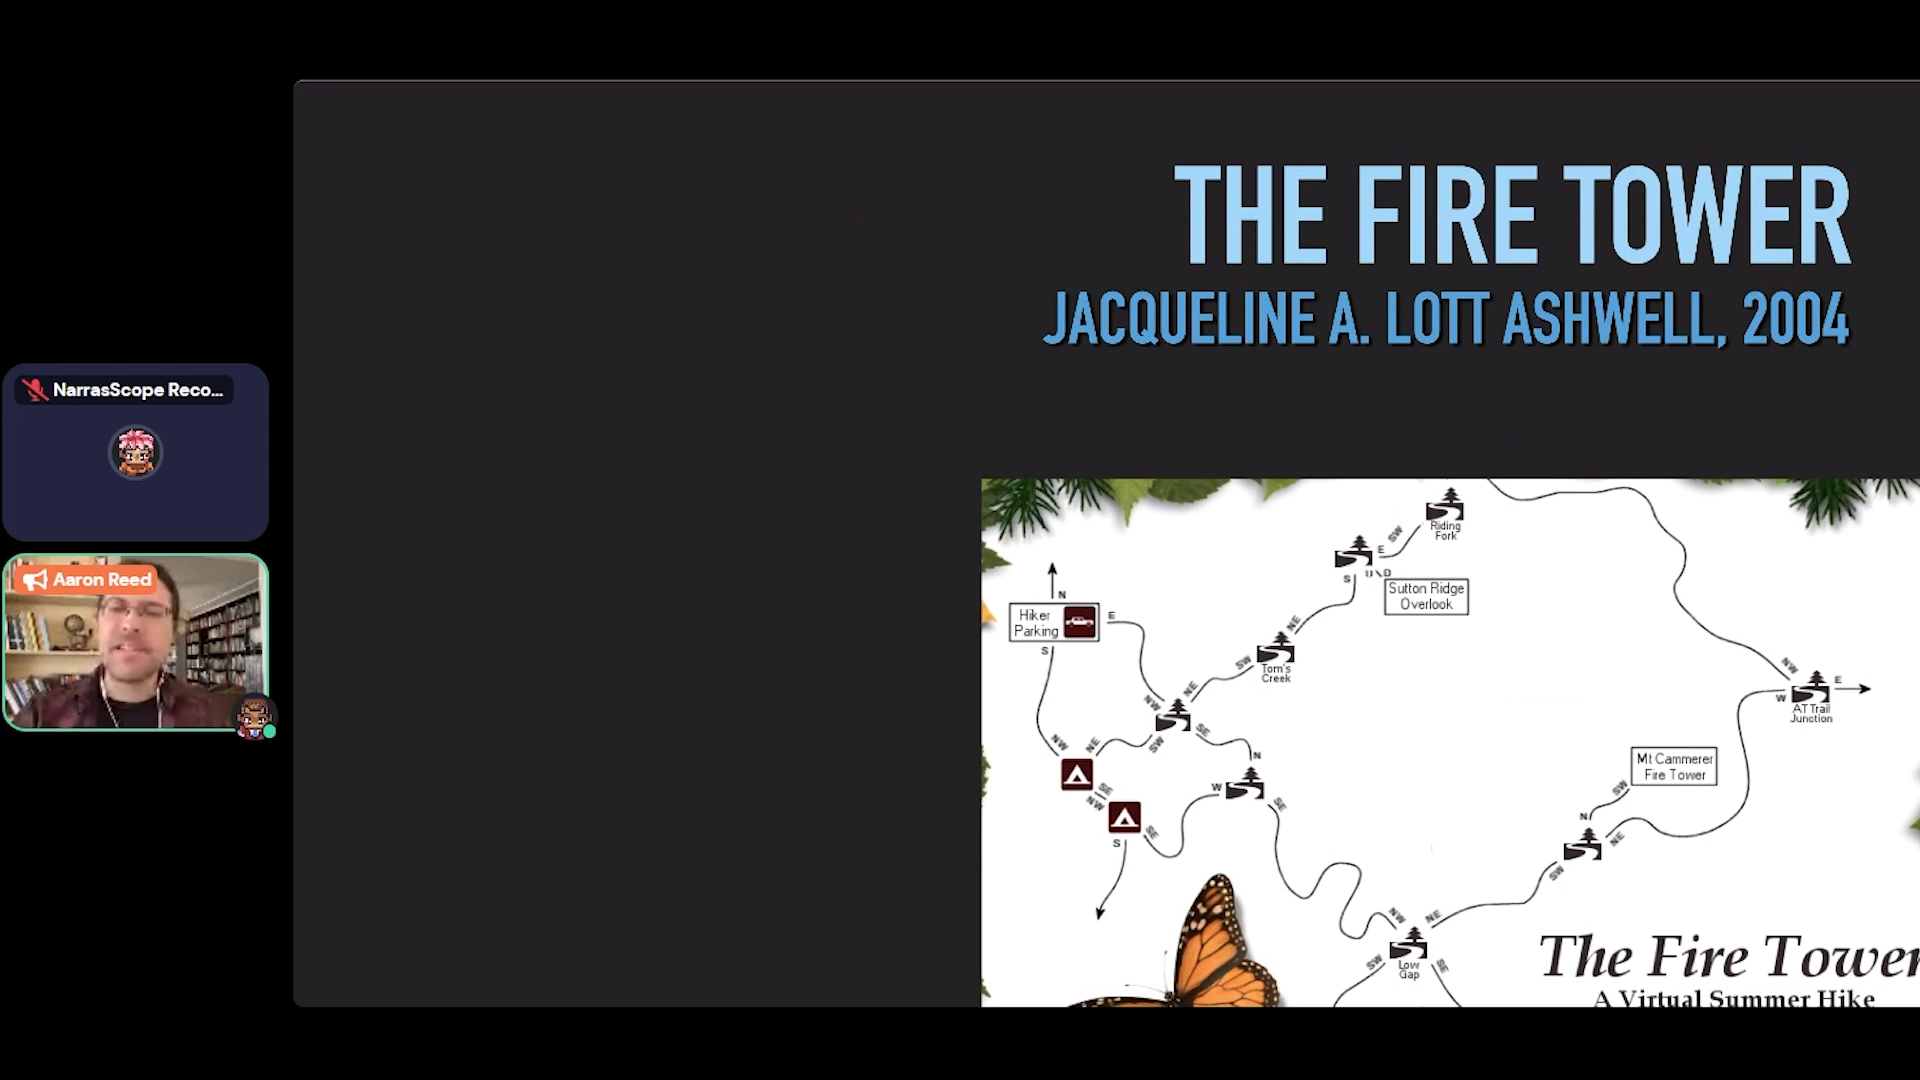 THE FIRE TOWER
JACQUELINE A. LOTT ASHWELL, 2004
NarrasScope Reco...
Aaron Reed
Riding
Fork
SW
E
S
U\D
Sutton Ridge
Overlook
N
Hiker
Parking
E
S
NE
SW
Tom's
Creek
NW
NE
SW
SE
NW
NE
SE
NW
SE
S
N
W
SE
NW
W
E
AT Trail
Junction
Mt Cammerer
Fire Tower
SW
N
NE
SW
NW
NE
SW
SE
Low
Gap
The Fire Tower
A Virtual Summer Hike